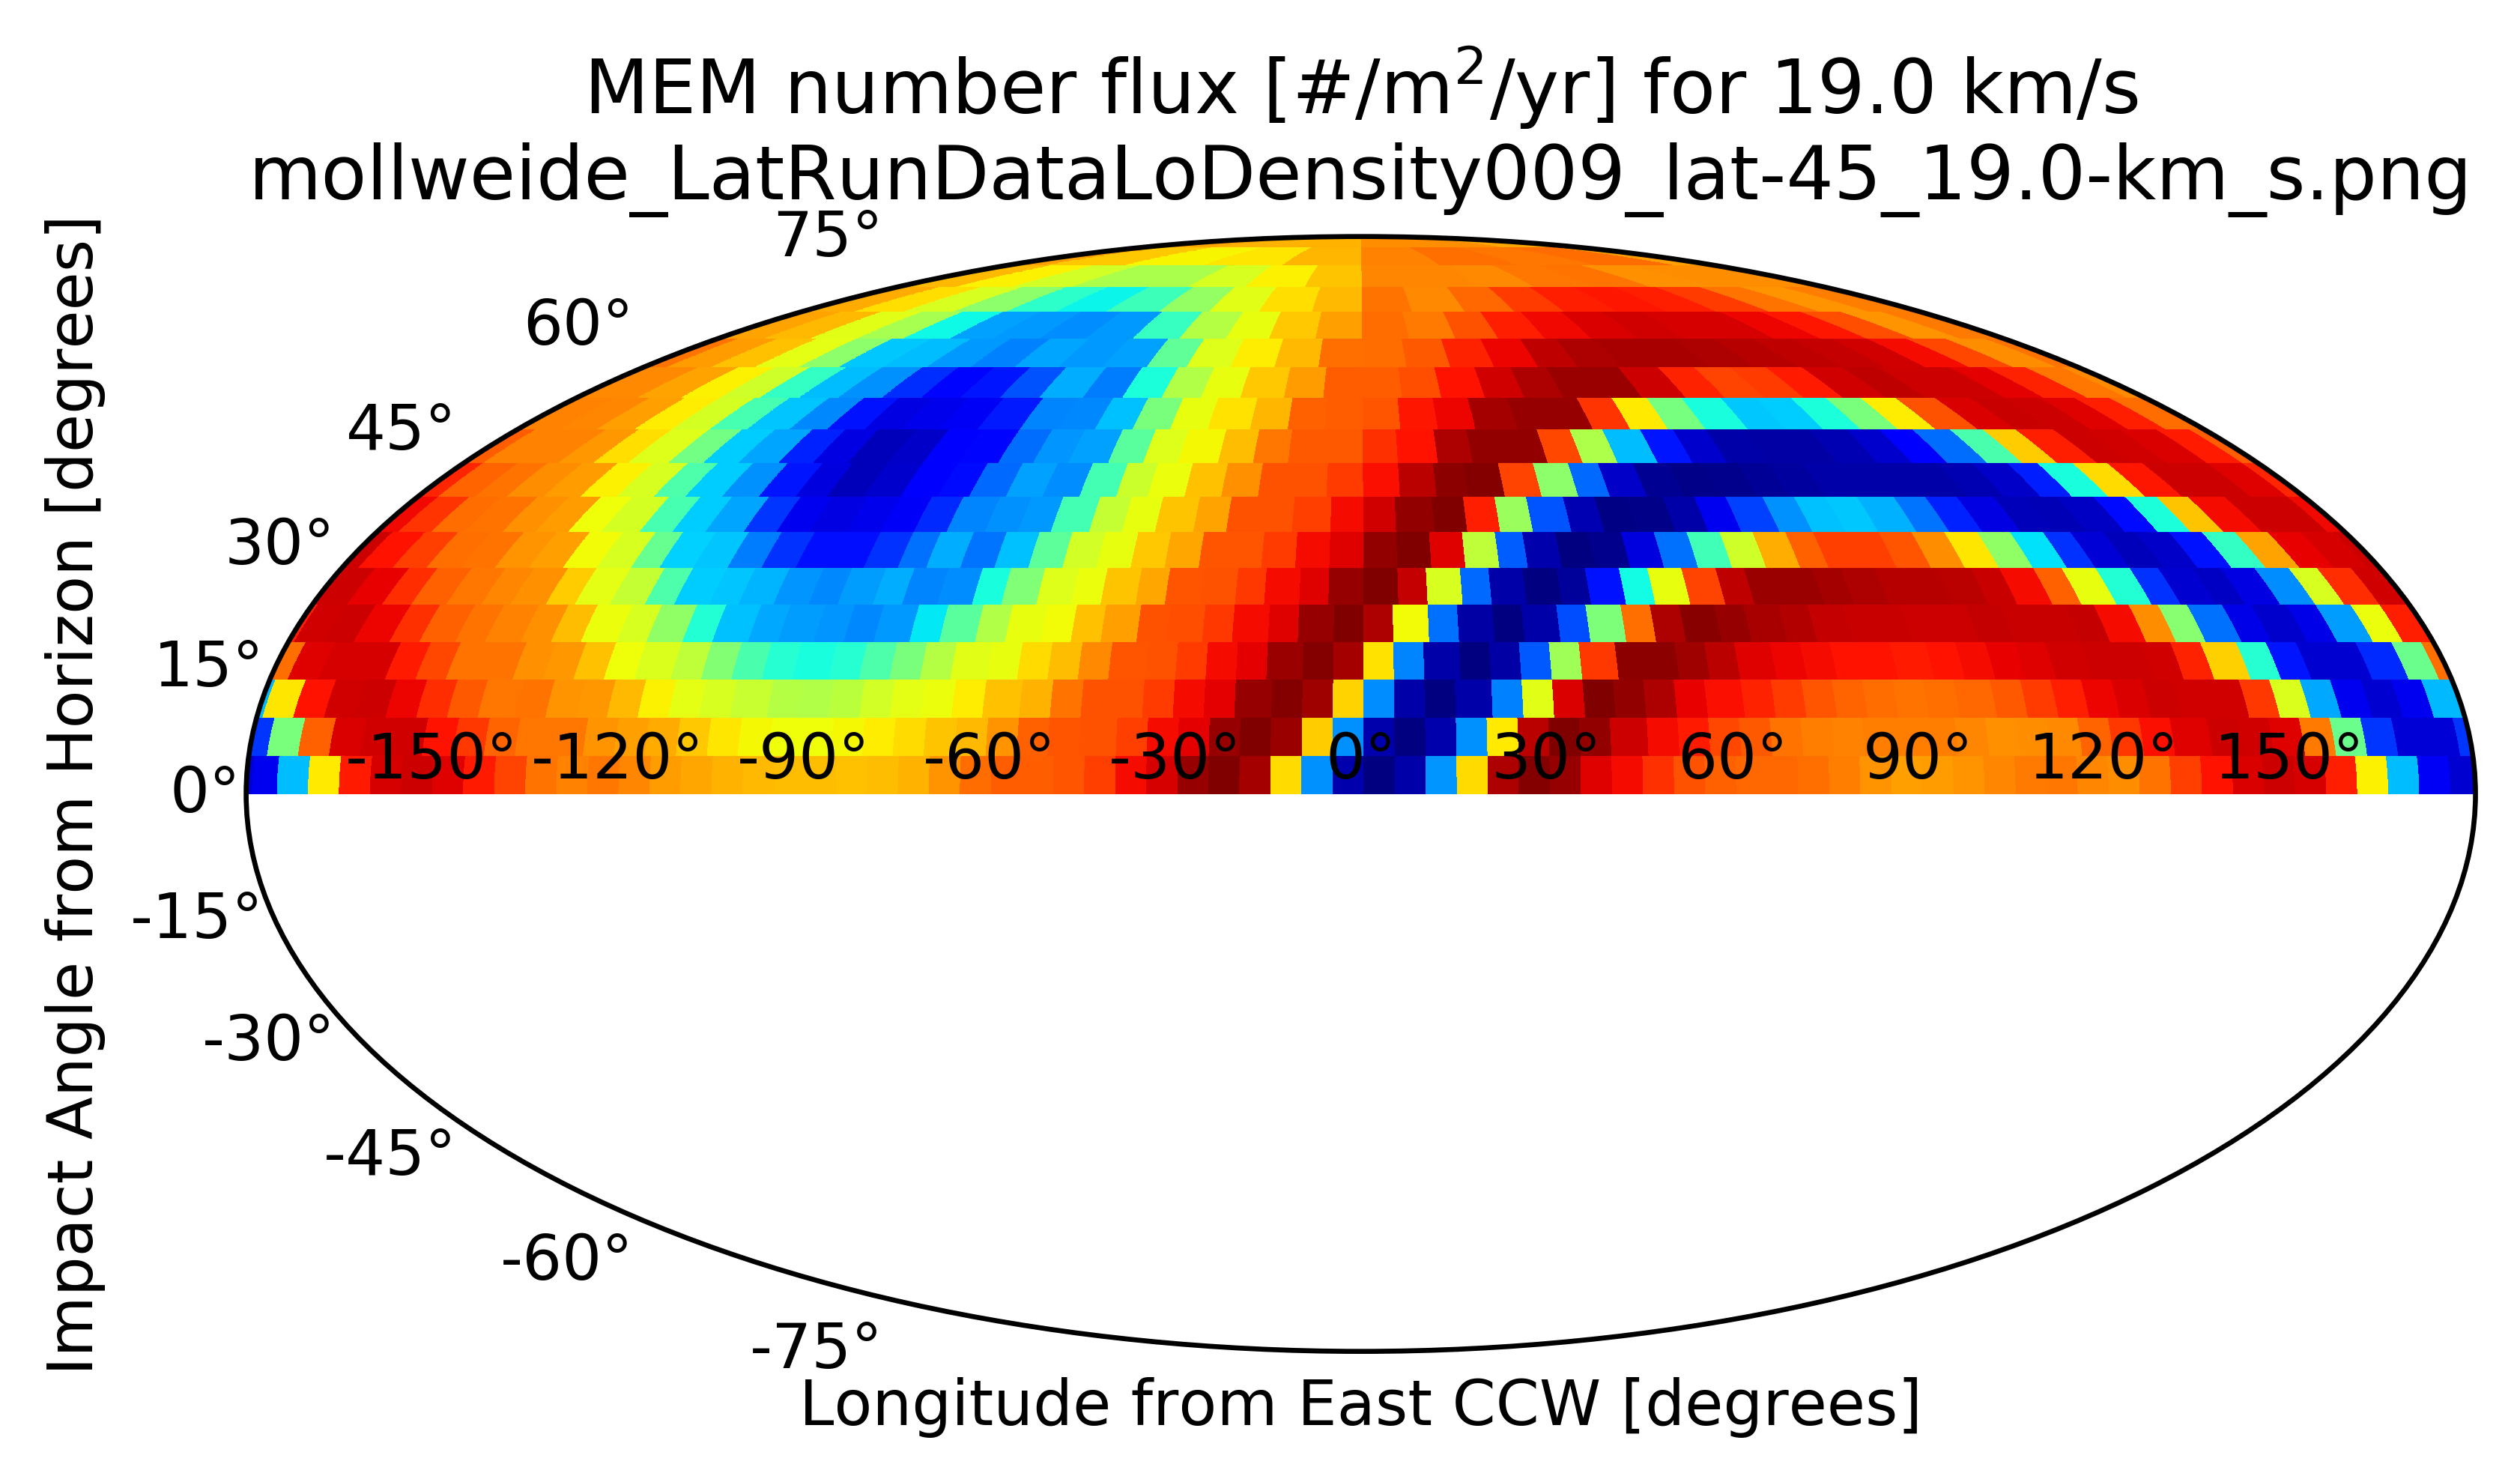 MEM number flux [#/m²/yr] for 19.0 km/s
mollweide_LatRunDataLoDensity009_lat-45_19.0-km_s.png
Impact Angle from Horizon [degrees]
75°
60°
45°
30°
15°
0°
-15°
-30°
-45°
-60°
-75°
-150° -120° -90° -60° -30° 0° 30° 60° 90° 120° 150°
Longitude from East CCW [degrees]